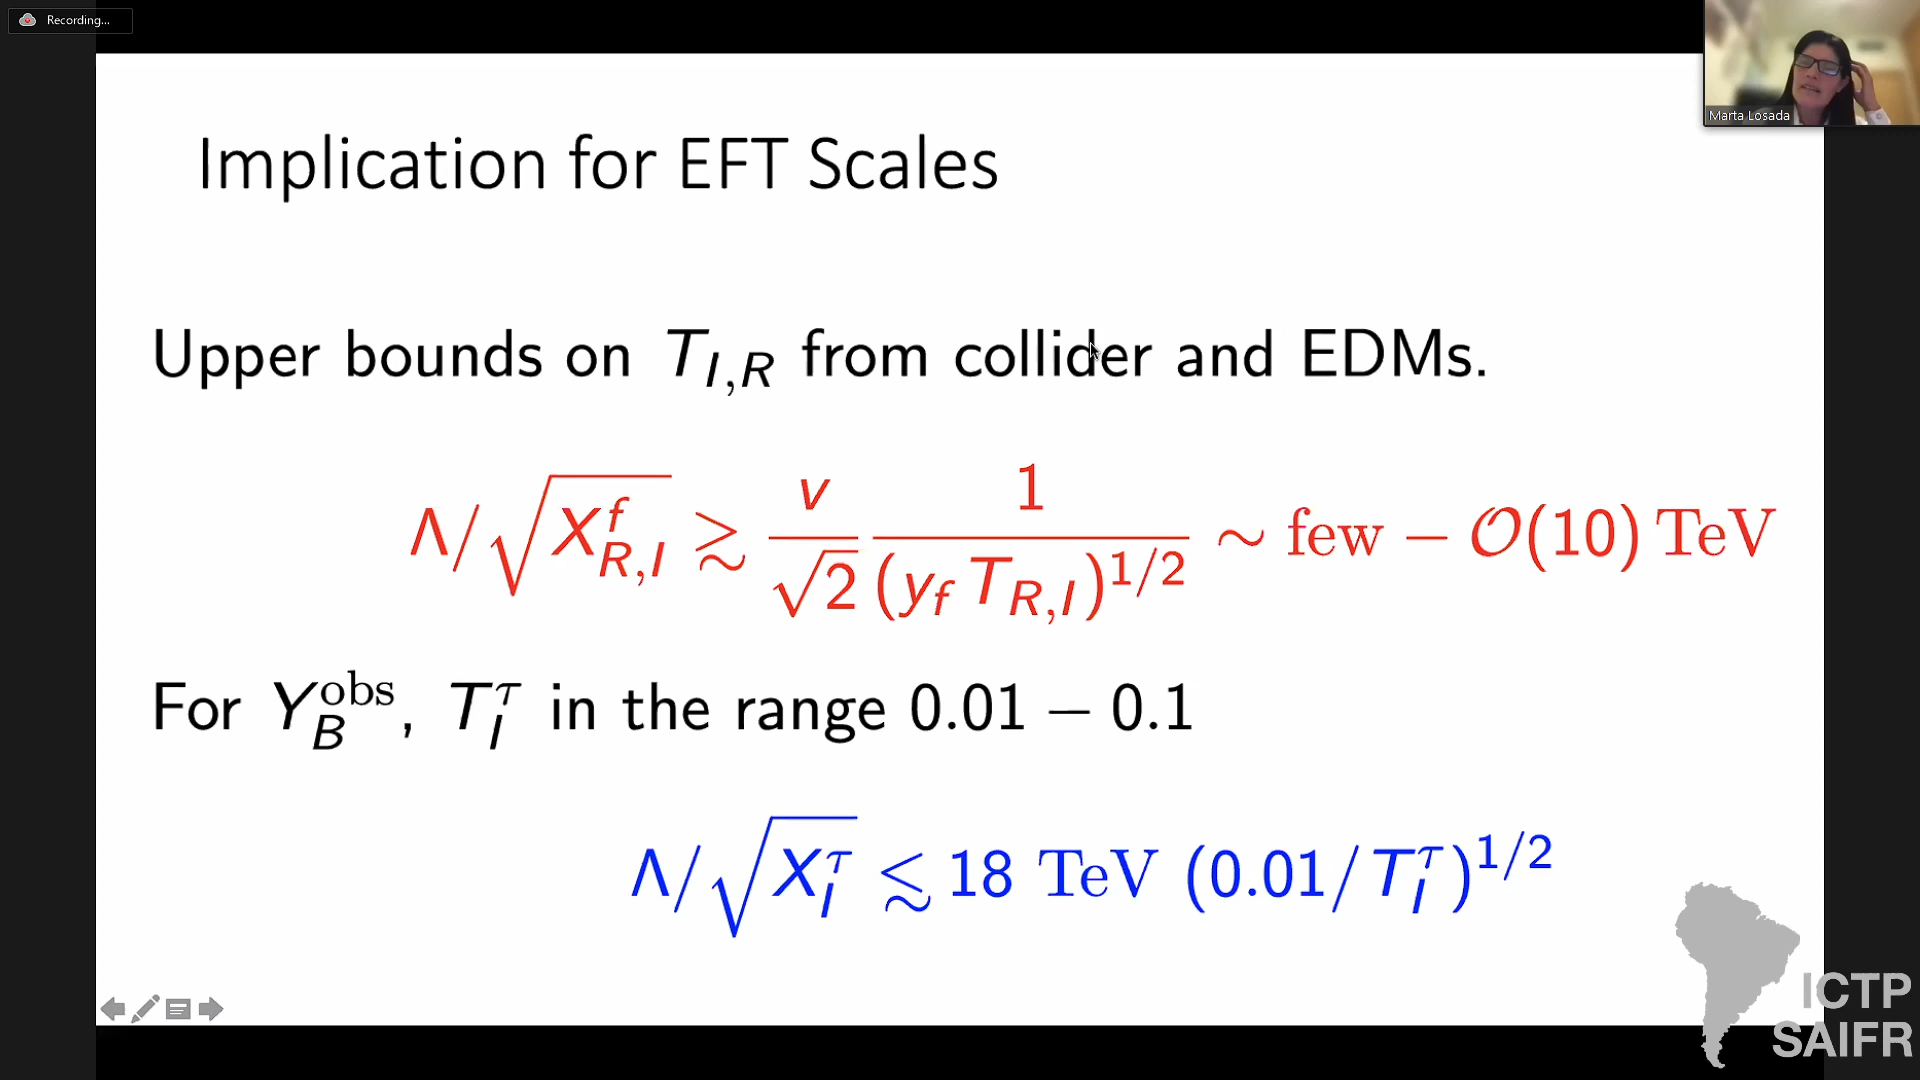 Recording...
Marta Losada
Implication for EFT Scales
Upper bounds on T_{I,R} from collider and EDMs.
Λ/√(X^f_{R,I}) ≳ v/√2 1/(y_f T_{R,I})^{1/2} ∼ few − 𝒪(10) TeV
For Y_B^{obs}, T_I^τ in the range 0.01 − 0.1
Λ/√(X_I^τ) ≲ 18 TeV (0.01/T_I^τ)^{1/2}
ICTP
SAIFR